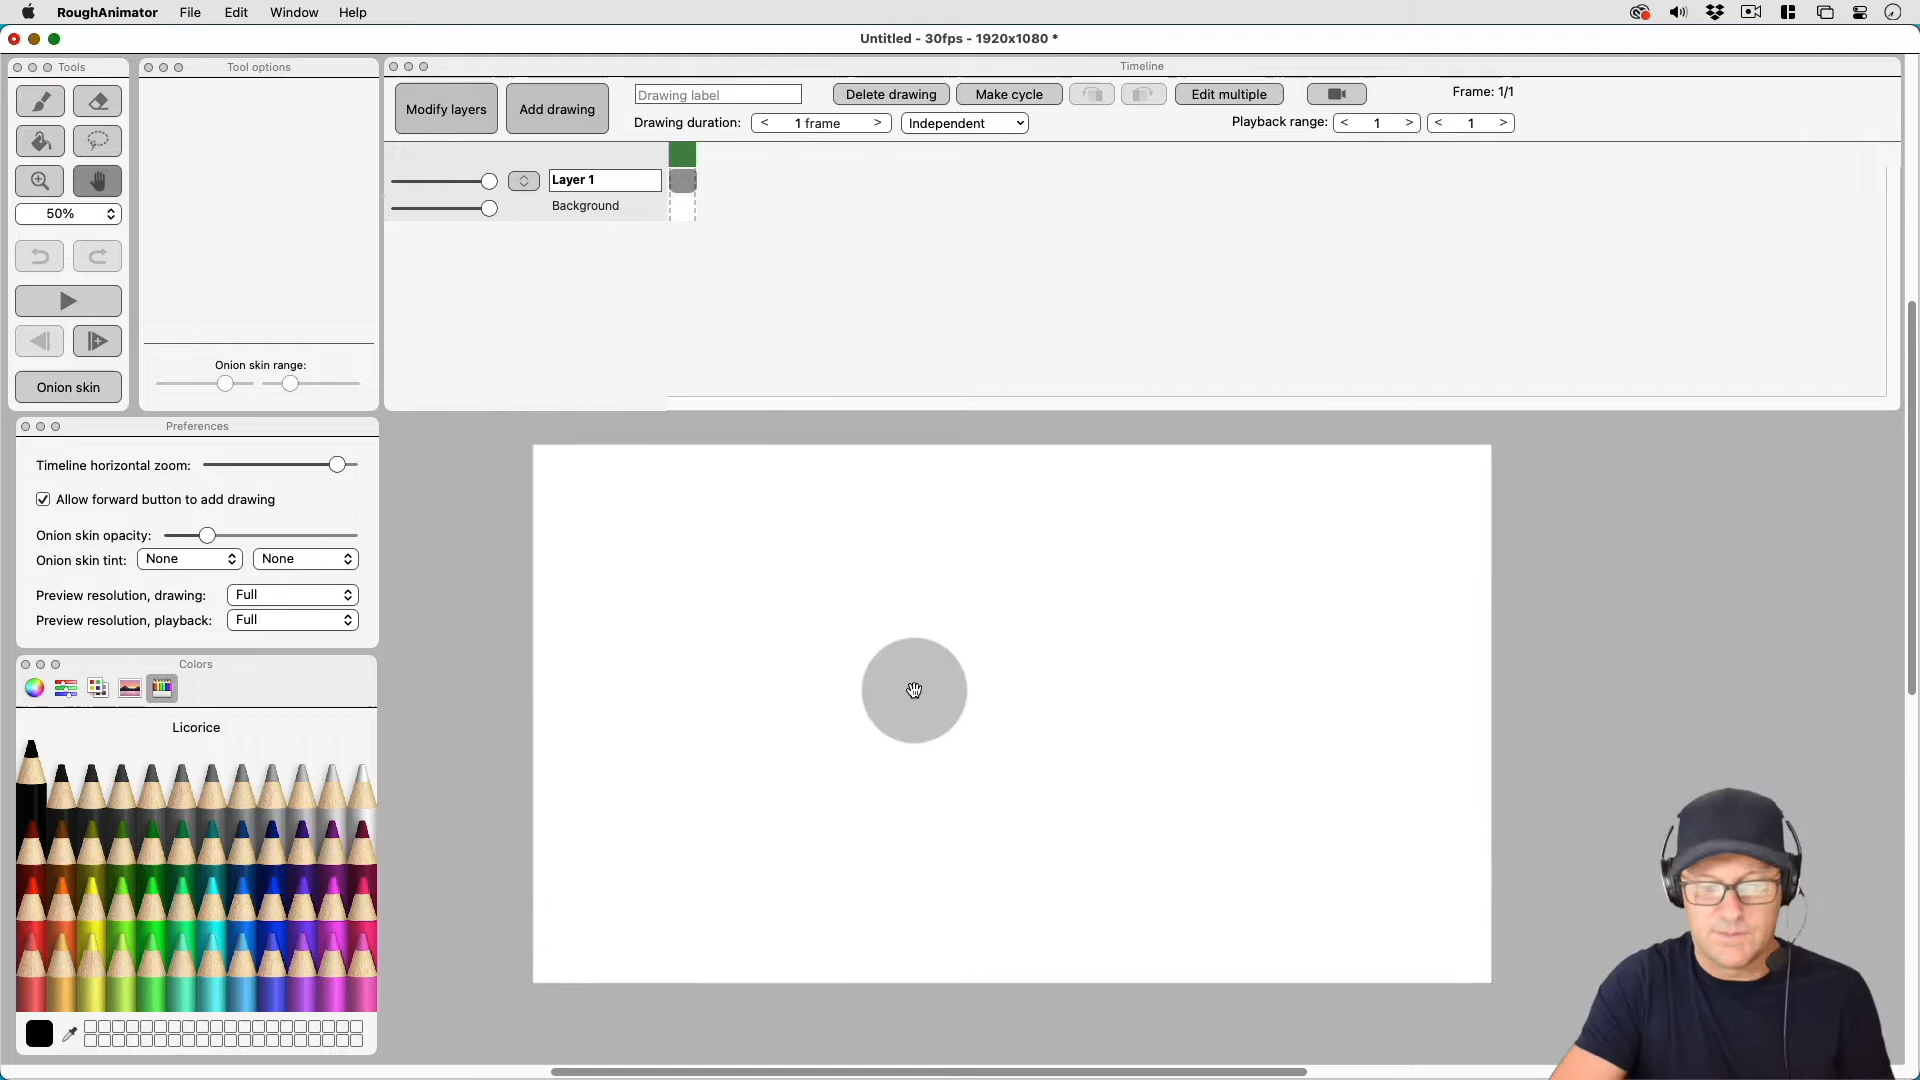 RoughAnimator File Edit Window Help
Untitled - 30fps - 1920x1080 *
Tools
Tool options
Timeline
Modify layers
Add drawing
Drawing label
Delete drawing
Make cycle
Edit multiple
Frame: 1/1
Drawing duration: < 1 frame >
Independent
Playback range: < 1 > < 1 >
Layer 1
Background
50%
Onion skin range:
Onion skin
Preferences
Timeline horizontal zoom:
Allow forward button to add drawing
Onion skin opacity:
Onion skin tint: None None
Preview resolution, drawing: Full
Preview resolution, playback: Full
Colors
Licorice